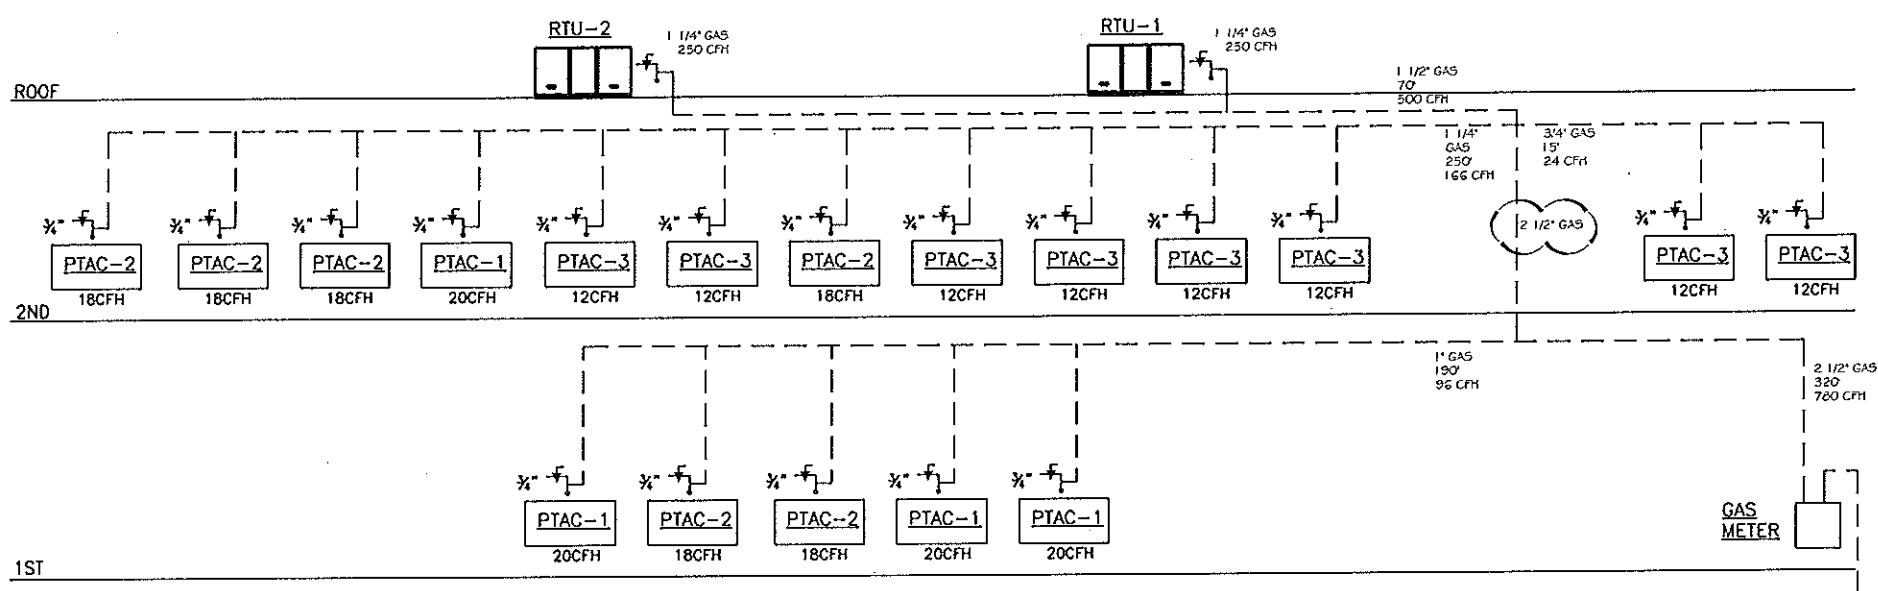 RTU-2
1 1/4" GAS
250 CFH
RTU-1
1 1/4" GAS
250 CFH
1 1/2" GAS
70'
500 CFH
ROOF
1 1/4"
GAS
250'
166 CFH
3/4" GAS
15'
24 CFH
2 1/2" GAS
3/4"
3/4"
3/4"
3/4"
3/4"
3/4"
3/4"
3/4"
3/4"
3/4"
3/4"
3/4"
3/4"
PTAC-2
PTAC-2
PTAC-2
PTAC-1
PTAC-3
PTAC-3
PTAC-2
PTAC-3
PTAC-3
PTAC-3
PTAC-3
PTAC-3
PTAC-3
18CFH
18CFH
18CFH
20CFH
12CFH
12CFH
18CFH
12CFH
12CFH
12CFH
12CFH
12CFH
12CFH
2ND
1" GAS
190'
96 CFH
2 1/2" GAS
320'
780 CFH
3/4"
3/4"
3/4"
3/4"
3/4"
PTAC-1
PTAC-2
PTAC-2
PTAC-1
PTAC-1
20CFH
18CFH
18CFH
20CFH
20CFH
GAS
METER
1ST